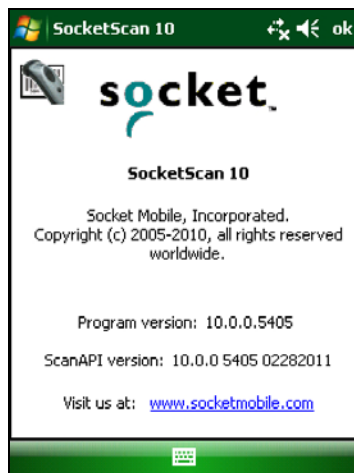 SocketScan 10
ok
socket™
SocketScan 10
Socket Mobile, Incorporated.
Copyright (c) 2005-2010, all rights reserved
worldwide.
Program version: 10.0.0.5405
ScanAPI version: 10.0.0 5405 02282011
Visit us at: www.socketmobile.com